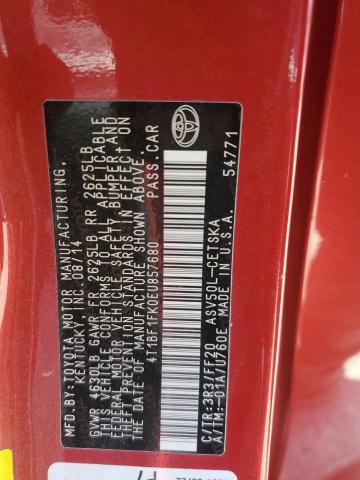 MFD. BY: TOYOTA MOTOR MANUFACTURING,
KENTUCKY, INC. 08/14
GVWR 4630LB GAWR FR 2625LB RR 2625LB
THIS VEHICLE CONFORMS TO ALL APPLICABLE
FEDERAL MOTOR VEHICLE SAFETY, BUMPER AND
THEFT PREVENTION STANDARDS IN EFFECT ON
THE DATE OF MANUFACTURE SHOWN ABOVE.
4T1BF1FK0EU857680 PASS. CAR
C/TR: 3R3/FF20 ASV50L-CETSKA
A/TM: -01A/U760E MADE IN U.S.A.
54771